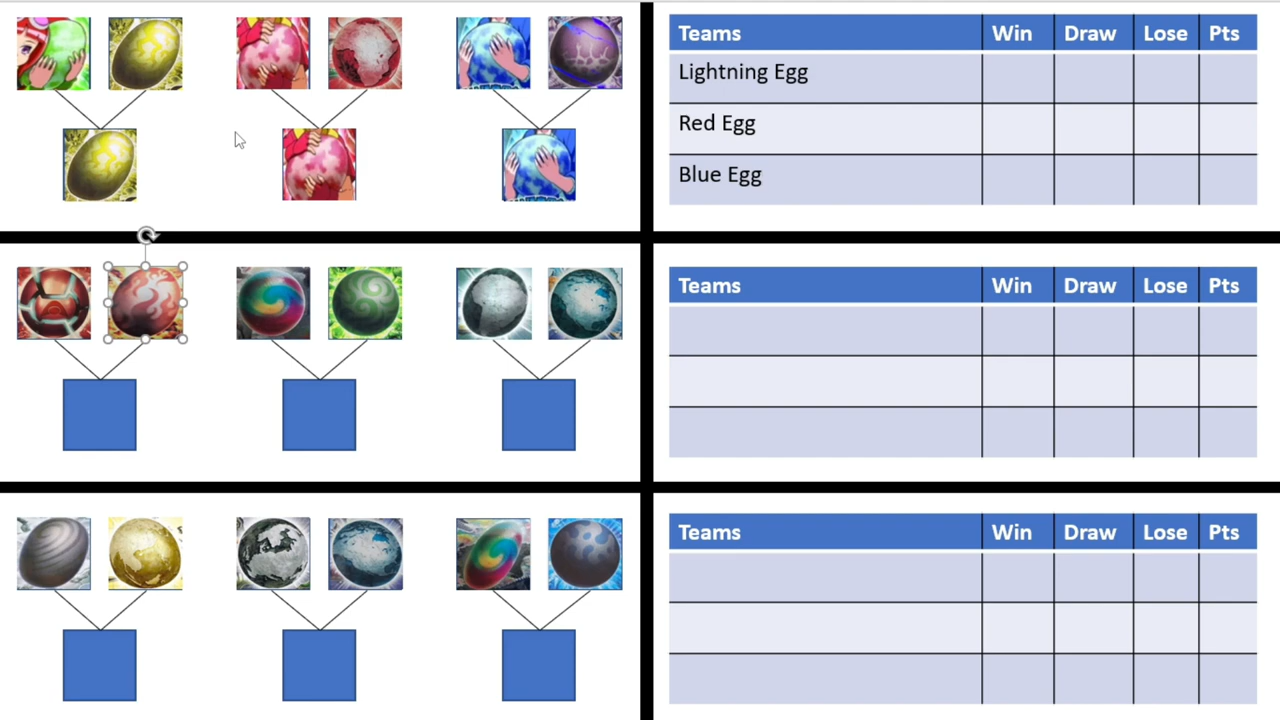 Teams Win Draw Lose Pts
Lightning Egg
Red Egg
Blue Egg
Teams Win Draw Lose Pts
Teams Win Draw Lose Pts